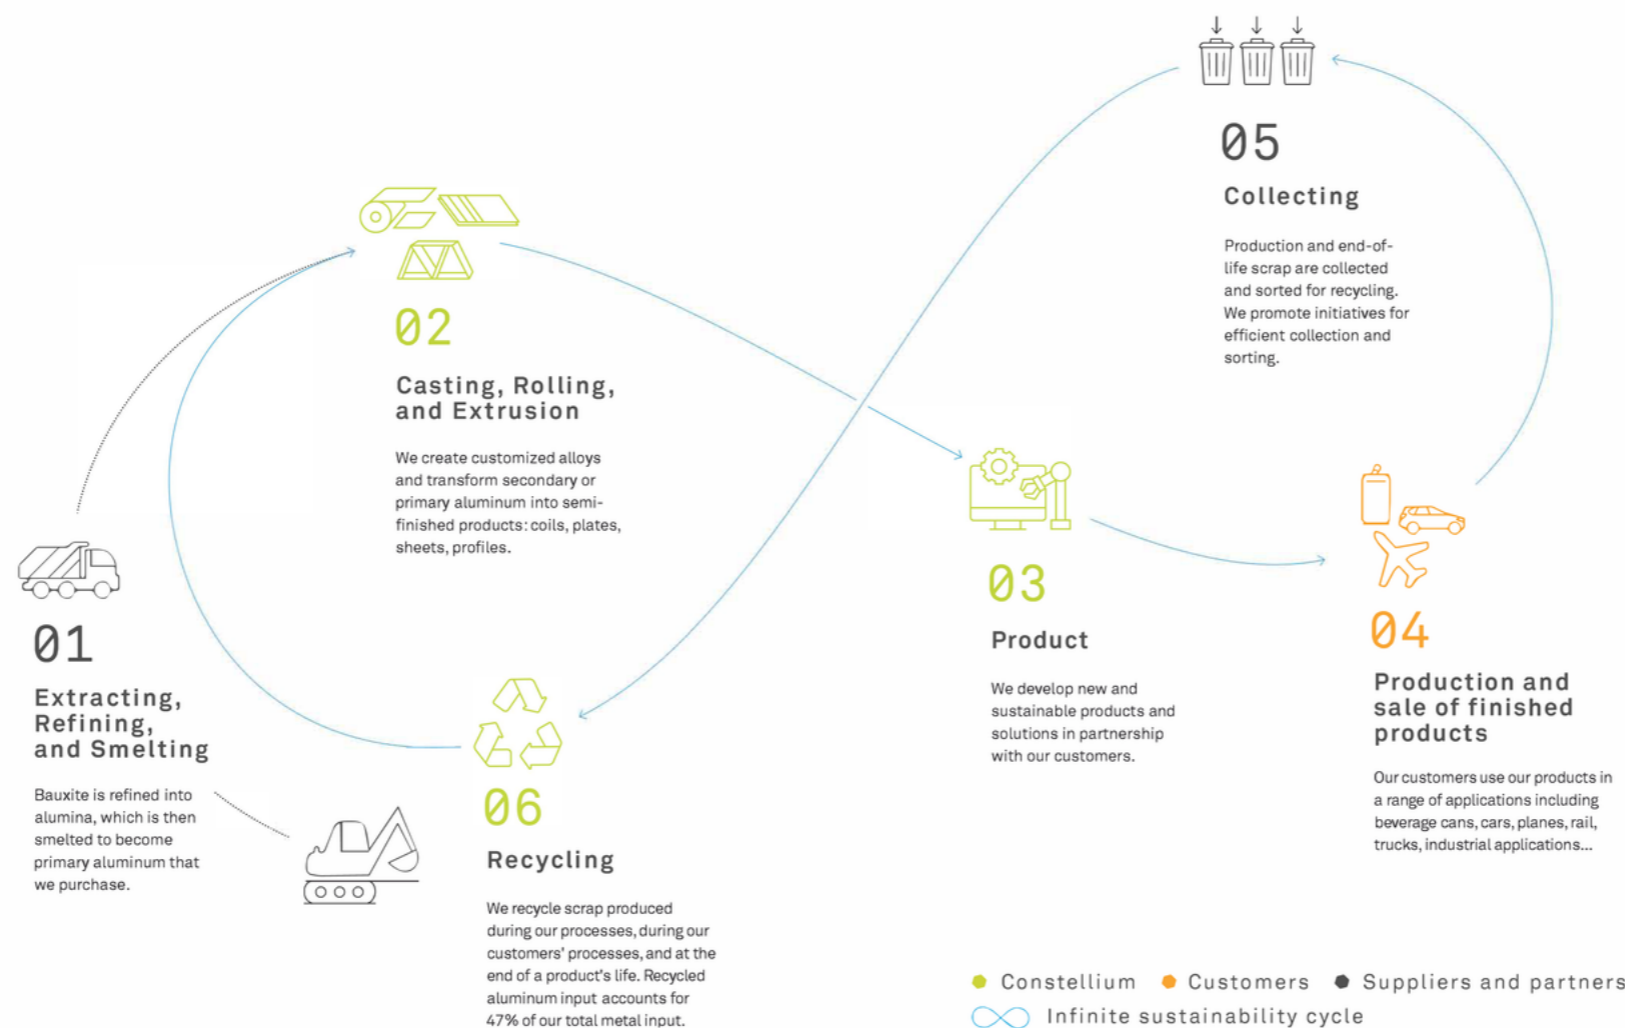 01
Extracting,
Refining,
and Smelting
Bauxite is refined into
alumina, which is then
smelted to become
primary aluminum that
we purchase.
02
Casting, Rolling,
and Extrusion
We create customized alloys
and transform secondary or
primary aluminum into semi-
finished products: coils, plates,
sheets, profiles.
03
Product
We develop new and
sustainable products and
solutions in partnership
with our customers.
04
Production and
sale of finished
products
Our customers use our products in
a range of applications including
beverage cans, cars, planes, rail,
trucks, industrial applications...
05
Collecting
Production and end-of-
life scrap are collected
and sorted for recycling.
We promote initiatives for
efficient collection and
sorting.
06
Recycling
We recycle scrap produced
during our processes, during our
customers' processes, and at the
end of a product's life. Recycled
aluminum input accounts for
47% of our total metal input.
Constellium Customers Suppliers and partners
Infinite sustainability cycle